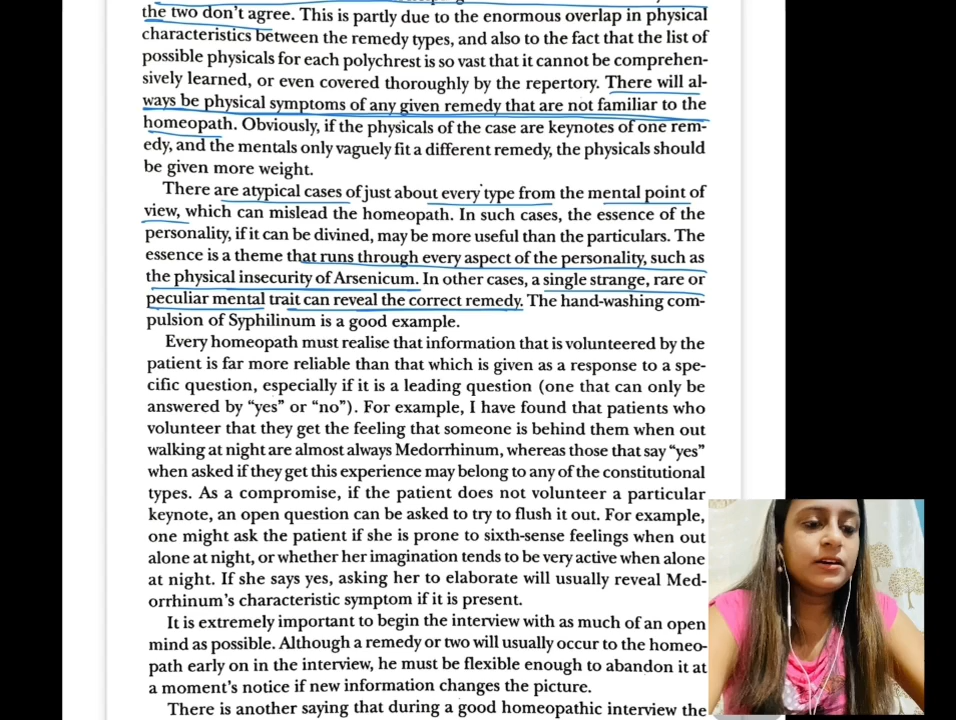 the two don't agree. This is partly due to the enormous overlap in physical
characteristics between the remedy types, and also to the fact that the list of
possible physicals for each polychrest is so vast that it cannot be comprehen-
sively learned, or even covered thoroughly by the repertory. There will al-
ways be physical symptoms of any given remedy that are not familiar to the
homeopath. Obviously, if the physicals of the case are keynotes of one rem-
edy, and the mentals only vaguely fit a different remedy, the physicals should
be given more weight.
There are atypical cases of just about every type from the mental point of
view, which can mislead the homeopath. In such cases, the essence of the
personality, if it can be divined, may be more useful than the particulars. The
essence is a theme that runs through every aspect of the personality, such as
the physical insecurity of Arsenicum. In other cases, a single strange, rare or
peculiar mental trait can reveal the correct remedy. The hand-washing com-
pulsion of Syphilinum is a good example.
Every homeopath must realise that information that is volunteered by the
patient is far more reliable than that which is given as a response to a spe-
cific question, especially if it is a leading question (one that can only be
answered by "yes" or "no"). For example, I have found that patients who
volunteer that they get the feeling that someone is behind them when out
walking at night are almost always Medorrhinum, whereas those that say "yes"
when asked if they get this experience may belong to any of the constitutional
types. As a compromise, if the patient does not volunteer a particular
keynote, an open question can be asked to try to flush it out. For example,
one might ask the patient if she is prone to sixth-sense feelings when out
alone at night, or whether her imagination tends to be very active when alone
at night. If she says yes, asking her to elaborate will usually reveal Med-
orrhinum's characteristic symptom if it is present.
It is extremely important to begin the interview with as much of an open
mind as possible. Although a remedy or two will usually occur to the homeo-
path early on in the interview, he must be flexible enough to abandon it at
a moment's notice if new information changes the picture.
There is another saying that during a good homeopathic interview the